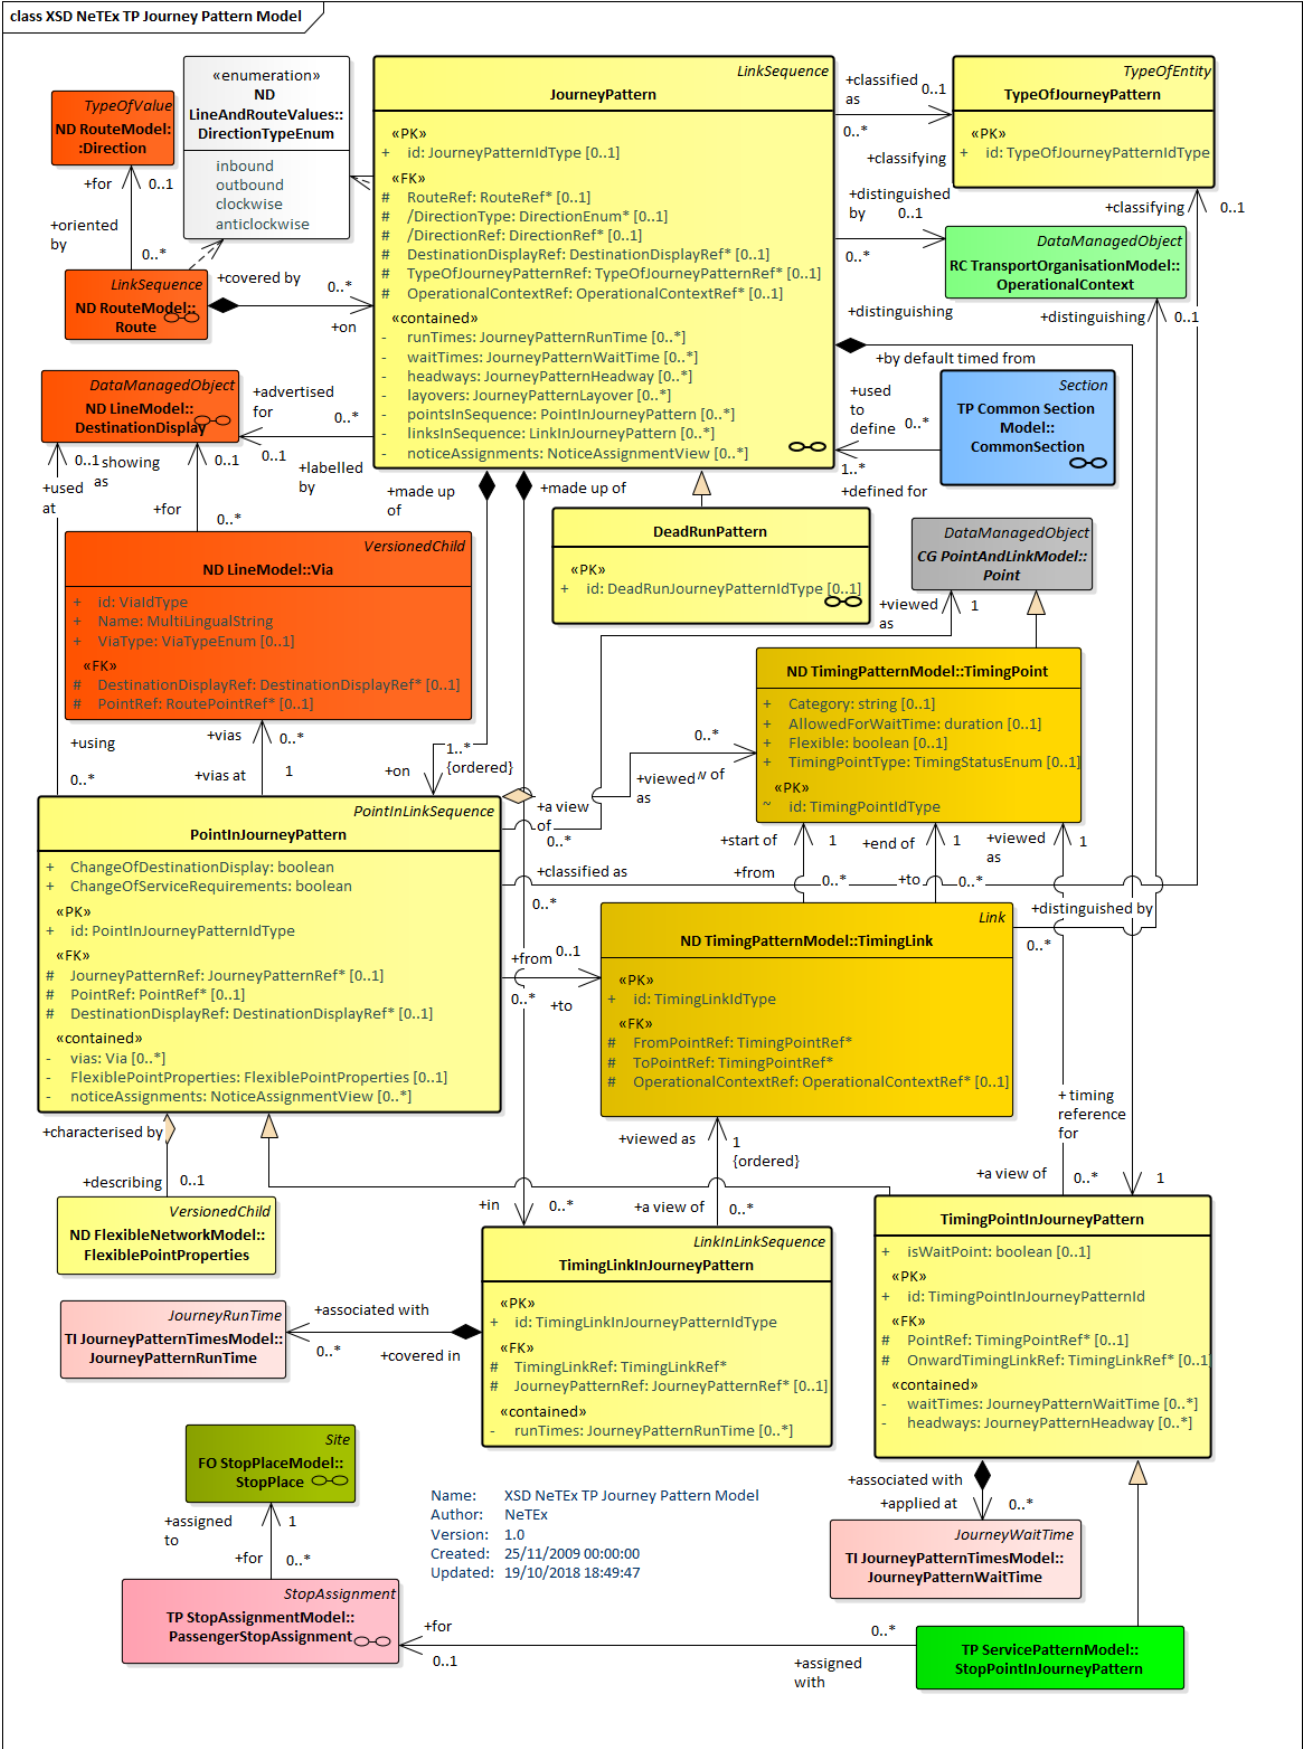 class XSD NeTEx TP Journey Pattern Model
TypeOfValue
ND RouteModel:
:Direction
«enumeration»
ND
LineAndRouteValues::
DirectionTypeEnum
inbound
outbound
clockwise
anticlockwise
+for
0..1
+oriented
by
0..*
LinkSequence
ND RouteModel::
Route
+covered by
0..*
+on
LinkSequence
JourneyPattern
«PK»
+ id: JourneyPatternIdType [0..1]
«FK»
# RouteRef: RouteRef* [0..1]
# /DirectionType: DirectionEnum* [0..1]
# /DirectionRef: DirectionRef* [0..1]
# DestinationDisplayRef: DestinationDisplayRef* [0..1]
# TypeOfJourneyPatternRef: TypeOfJourneyPatternRef* [0..1]
# OperationalContextRef: OperationalContextRef* [0..1]
«contained»
- runTimes: JourneyPatternRunTime [0..*]
- waitTimes: JourneyPatternWaitTime [0..*]
- headways: JourneyPatternHeadway [0..*]
- layovers: JourneyPatternLayover [0..*]
- pointsInSequence: PointInJourneyPattern [0..*]
- linksInSequence: LinkInJourneyPattern [0..*]
- noticeAssignments: NoticeAssignmentView [0..*]
+classified
as
0..1
0..*
+classifying
TypeOfEntity
TypeOfJourneyPattern
«PK»
+ id: TypeOfJourneyPatternIdType
+distinguished
by
0..1
0..*
+distinguishing
+classifying
0..1
DataManagedObject
RC TransportOrganisationModel::
OperationalContext
+distinguishing
0..1
+by default timed from
+used
to
define
0..*
1..*
+defined for
Section
TP Common Section
Model::
CommonSection
DataManagedObject
ND LineModel::
DestinationDisplay
+advertised
for
0..*
0..1
+labelled
by
0..1
showing
as
0..1
+used
at
+for
0..*
+made up
of
+made up of
VersionedChild
ND LineModel::Via
+ id: ViaIdType
+ Name: MultiLingualString
+ ViaType: ViaTypeEnum [0..1]
«FK»
# DestinationDisplayRef: DestinationDisplayRef* [0..1]
# PointRef: RoutePointRef* [0..1]
DeadRunPattern
«PK»
+ id: DeadRunJourneyPatternIdType [0..1]
DataManagedObject
CG PointAndLinkModel::
Point
+viewed
as
1
ND TimingPatternModel::TimingPoint
+ Category: string [0..1]
+ AllowedForWaitTime: duration [0..1]
+ Flexible: boolean [0..1]
+ TimingPointType: TimingStatusEnum [0..1]
«PK»
~ id: TimingPointIdType
+using
0..*
+vias
0..*
+vias at
1
+on
1..*
{ordered}
0..*
+viewed
as
of
+a view
of
0..*
PointInLinkSequence
PointInJourneyPattern
+ ChangeOfDestinationDisplay: boolean
+ ChangeOfServiceRequirements: boolean
«PK»
+ id: PointInJourneyPatternIdType
«FK»
# JourneyPatternRef: JourneyPatternRef* [0..1]
# PointRef: PointRef* [0..1]
# DestinationDisplayRef: DestinationDisplayRef* [0..1]
«contained»
- vias: Via [0..*]
- FlexiblePointProperties: FlexiblePointProperties [0..1]
- noticeAssignments: NoticeAssignmentView [0..*]
+start of
1
+end of
1
+viewed
as
1
+classified as
0..*
+from
0..*
+to
0..*
+distinguished by
0..*
Link
ND TimingPatternModel::TimingLink
«PK»
+ id: TimingLinkIdType
«FK»
# FromPointRef: TimingPointRef*
# ToPointRef: TimingPointRef*
# OperationalContextRef: OperationalContextRef* [0..1]
+from
0..1
0..*
+to
+ timing
reference
for
+characterised by
+describing
0..1
+viewed as
1
{ordered}
+in
0..*
+a view of
0..*
+a view of
0..*
1
VersionedChild
ND FlexibleNetworkModel::
FlexiblePointProperties
LinkInLinkSequence
TimingLinkInJourneyPattern
«PK»
+ id: TimingLinkInJourneyPatternIdType
«FK»
# TimingLinkRef: TimingLinkRef*
# JourneyPatternRef: JourneyPatternRef* [0..1]
«contained»
- runTimes: JourneyPatternRunTime [0..*]
TimingPointInJourneyPattern
+ isWaitPoint: boolean [0..1]
«PK»
+ id: TimingPointInJourneyPatternId
«FK»
# PointRef: TimingPointRef* [0..1]
# OnwardTimingLinkRef: TimingLinkRef* [0..1]
«contained»
- waitTimes: JourneyPatternWaitTime [0..*]
- headways: JourneyPatternHeadway [0..*]
JourneyRunTime
TI JourneyPatternTimesModel::
JourneyPatternRunTime
+associated with
0..*
+covered in
Site
FO StopPlaceModel::
StopPlace
+assigned
to
1
+for
0..*
Name: XSD NeTEx TP Journey Pattern Model
Author: NeTEx
Version: 1.0
Created: 25/11/2009 00:00:00
Updated: 19/10/2018 18:49:47
+associated with
+applied at
0..*
JourneyWaitTime
TI JourneyPatternTimesModel::
JourneyPatternWaitTime
StopAssignment
TP StopAssignmentModel::
PassengerStopAssignment
+for
0..1
0..*
+assigned
with
TP ServicePatternModel::
StopPointInJourneyPattern